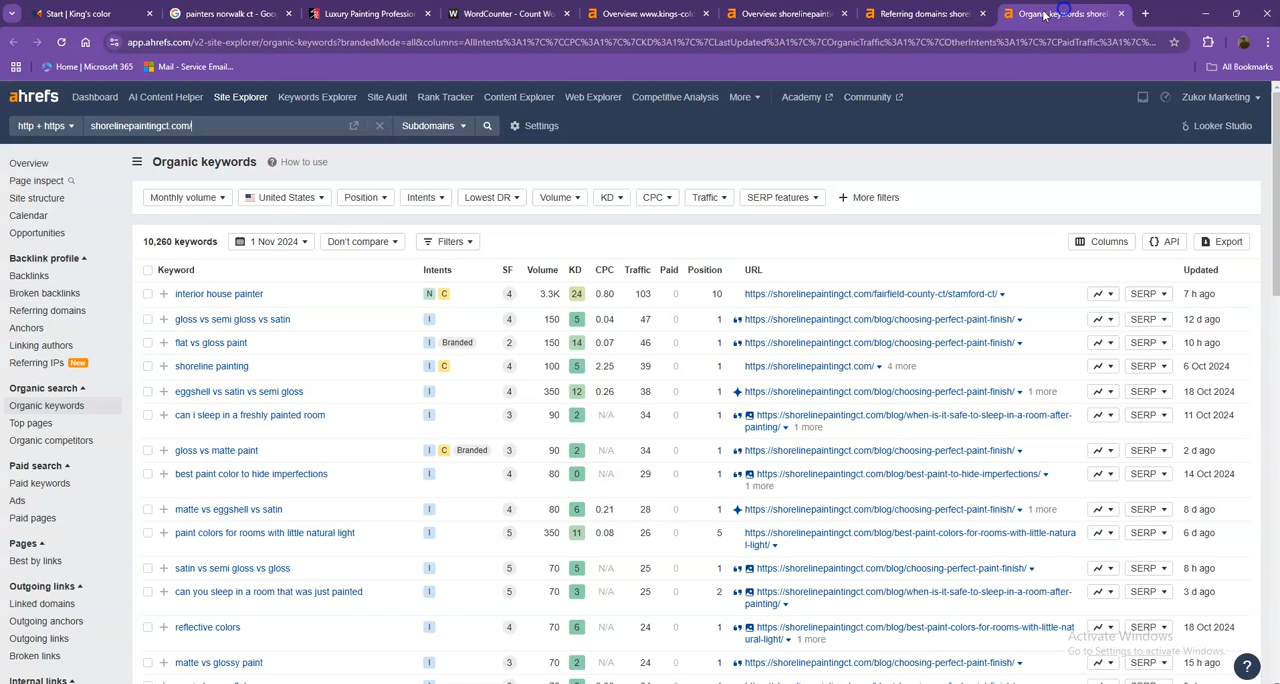 Start | King's color
painters norwalk ct - Goo
Luxury Painting Professio
WordCounter - Count Wo
Overview: www.kings-colo
Overview: shorelinepaintin
Referring domains: shorel
Organic keywords: shorel
app.ahrefs.com/v2-site-explorer/organic-keywords?brandedMode=all&columns=AllIntents%3A1%7C%7CCPC%3A1%7C%7CKD%3A1%7C%7CLastUpdated%3A1%7C%7COrganicTraffic%3A1%7C%7COtherIntents%3A1%7C%7CPaidTraffic%3A1%7C%...
Home | Microsoft 365
Mail - Service Email...
All Bookmarks
ahrefs Dashboard AI Content Helper Site Explorer Keywords Explorer Site Audit Rank Tracker Content Explorer Web Explorer Competitive Analysis More Academy Community Zukor Marketing
http + https shorelinepaintingct.com/ Subdomains Settings Looker Studio
Overview
Page inspect
Site structure
Calendar
Opportunities
Backlink profile
Backlinks
Broken backlinks
Referring domains
Anchors
Linking authors
Referring IPs New
Organic search
Organic keywords
Top pages
Organic competitors
Paid search
Paid keywords
Ads
Paid pages
Pages
Best by links
Outgoing links
Linked domains
Outgoing anchors
Outgoing links
Broken links
Internal links
Organic keywords ? How to use
Monthly volume United States Position Intents Lowest DR Volume KD CPC Traffic SERP features + More filters
10,260 keywords 1 Nov 2024 Don't compare Filters Columns {} API Export
Keyword Intents SF Volume KD CPC Traffic Paid Position URL Updated
+ interior house painter N C 4 3.3K 24 0.80 103 0 10 https://shorelinepaintingct.com/fairfield-county-ct/stamford-ct/ SERP 7 h ago
+ gloss vs semi gloss vs satin I 4 150 5 0.04 47 0 1 https://shorelinepaintingct.com/blog/choosing-perfect-paint-finish/ SERP 12 d ago
+ flat vs gloss paint I Branded 2 150 14 0.07 46 0 1 https://shorelinepaintingct.com/blog/choosing-perfect-paint-finish/ SERP 10 h ago
+ shoreline painting I C 4 100 5 2.25 39 0 1 https://shorelinepaintingct.com/ 4 more SERP 6 Oct 2024
+ eggshell vs satin vs semi gloss I 4 350 12 0.26 38 0 1 https://shorelinepaintingct.com/blog/choosing-perfect-paint-finish/ 1 more SERP 18 Oct 2024
+ can i sleep in a freshly painted room I 3 90 2 N/A 34 0 1 https://shorelinepaintingct.com/blog/when-is-it-safe-to-sleep-in-a-room-after- SERP 11 Oct 2024
painting/ 1 more
+ gloss vs matte paint I C Branded 3 90 2 N/A 34 0 1 https://shorelinepaintingct.com/blog/choosing-perfect-paint-finish/ SERP 2 d ago
+ best paint color to hide imperfections I 4 80 0 N/A 29 0 1 https://shorelinepaintingct.com/blog/best-paint-to-hide-imperfections/ SERP 14 Oct 2024
1 more
+ matte vs eggshell vs satin I 4 80 6 0.21 28 0 1 https://shorelinepaintingct.com/blog/choosing-perfect-paint-finish/ 1 more SERP 8 d ago
+ paint colors for rooms with little natural light I 5 350 11 0.08 26 0 5 https://shorelinepaintingct.com/blog/best-paint-colors-for-rooms-with-little-natura SERP 6 d ago
l-light/
+ satin vs semi gloss vs gloss I 5 70 5 N/A 25 0 1 https://shorelinepaintingct.com/blog/choosing-perfect-paint-finish/ SERP 8 h ago
+ can you sleep in a room that was just painted I 5 70 3 N/A 25 0 2 https://shorelinepaintingct.com/blog/when-is-it-safe-to-sleep-in-a-room-after- SERP 3 d ago
painting/
+ reflective colors I 4 70 6 N/A 24 0 1 https://shorelinepaintingct.com/blog/best-paint-colors-for-rooms-with-little-nat SERP 18 Oct 2024
ural-light/ 1 more
+ matte vs glossy paint I 3 70 2 N/A 24 0 1 https://shorelinepaintingct.com/blog/choosing-perfect-paint-finish/ SERP 15 h ago
Activate Windows
Go to Settings to activate Windows.
?